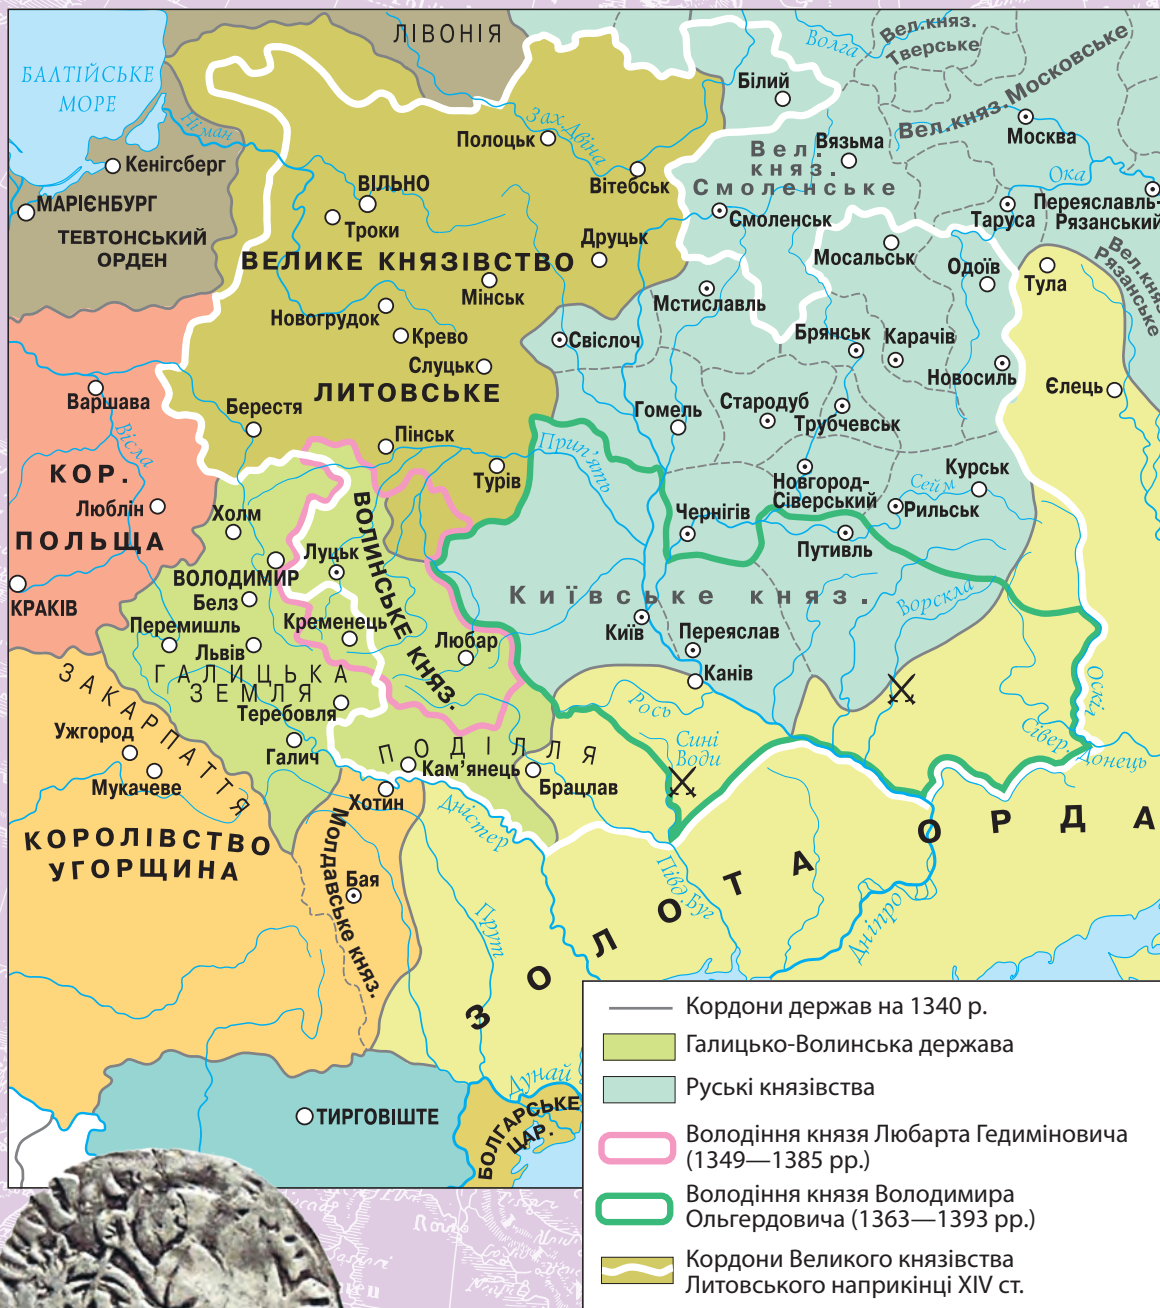 ЛІВОНІЯ
БАЛТІЙСЬКЕ
МОРЕ
Волга
Вел.княз.
Тверське
Вел.княз.Московське
Білий
Москва
Зах.Двіна
Німан
Полоцьк
Вітебськ
Вел.
княз.
Смоленське
Вязьма
Ока
Кенігсберг
МАРІЄНБУРГ
ТЕВТОНСЬКИЙ
ОРДЕН
ВІЛЬНО
Троки
Смоленськ
Таруса
Переяславль-
Рязанський
Вел.княз.
Рязанське
Друцьк
ВЕЛИКЕ КНЯЗІВСТВО
Мінськ
Мосальськ
Одоїв
Тула
Мстиславль
Новогрудок
Крево
Свіслоч
Брянськ
Карачів
Слуцьк
Новосиль
Єлець
ЛИТОВСЬКЕ
Варшава
Вісла
Берестя
Пінськ
Гомель
Стародуб
Трубчевськ
Прип'ять
Турів
КОР.
ПОЛЬЩА
Люблін
Холм
Новгород-
Сіверський
Курськ
Сейм
Рильськ
Чернігів
Путивль
ВОЛИНСЬКЕ КНЯЗ.
Луцьк
ВОЛОДИМИР
Белз
КРАКІВ
Київське княз.
Ворскла
Перемишль
Кременець
Львів
Любар
Київ
Переяслав
Канів
ГАЛИЦЬКА
ЗЕМЛЯ
Теребовля
ЗАКАРПАТТЯ
Ужгород
Мукачеве
Галич
ПОДІЛЛЯ
Кам'янець
Брацлав
Рось
Сині
Води
Оскіл
Сівер.
Донець
Хотин
Дністер
КОРОЛІВСТВО
УГОРЩИНА
Молдавське княз.
Бая
Прут
Півд.Буг
Дніпро
ЗОЛОТА ОРДА
Дунай
ТИРГОВІШТЕ
БОЛГАРСЬКЕ
ЦАР.
Кордони держав на 1340 р.
Галицько-Волинська держава
Руські князівства
Володіння князя Любарта Гедиміновича
(1349—1385 рр.)
Володіння князя Володимира
Ольгердовича (1363—1393 рр.)
Кордони Великого князівства
Литовського наприкінці XIV ст.